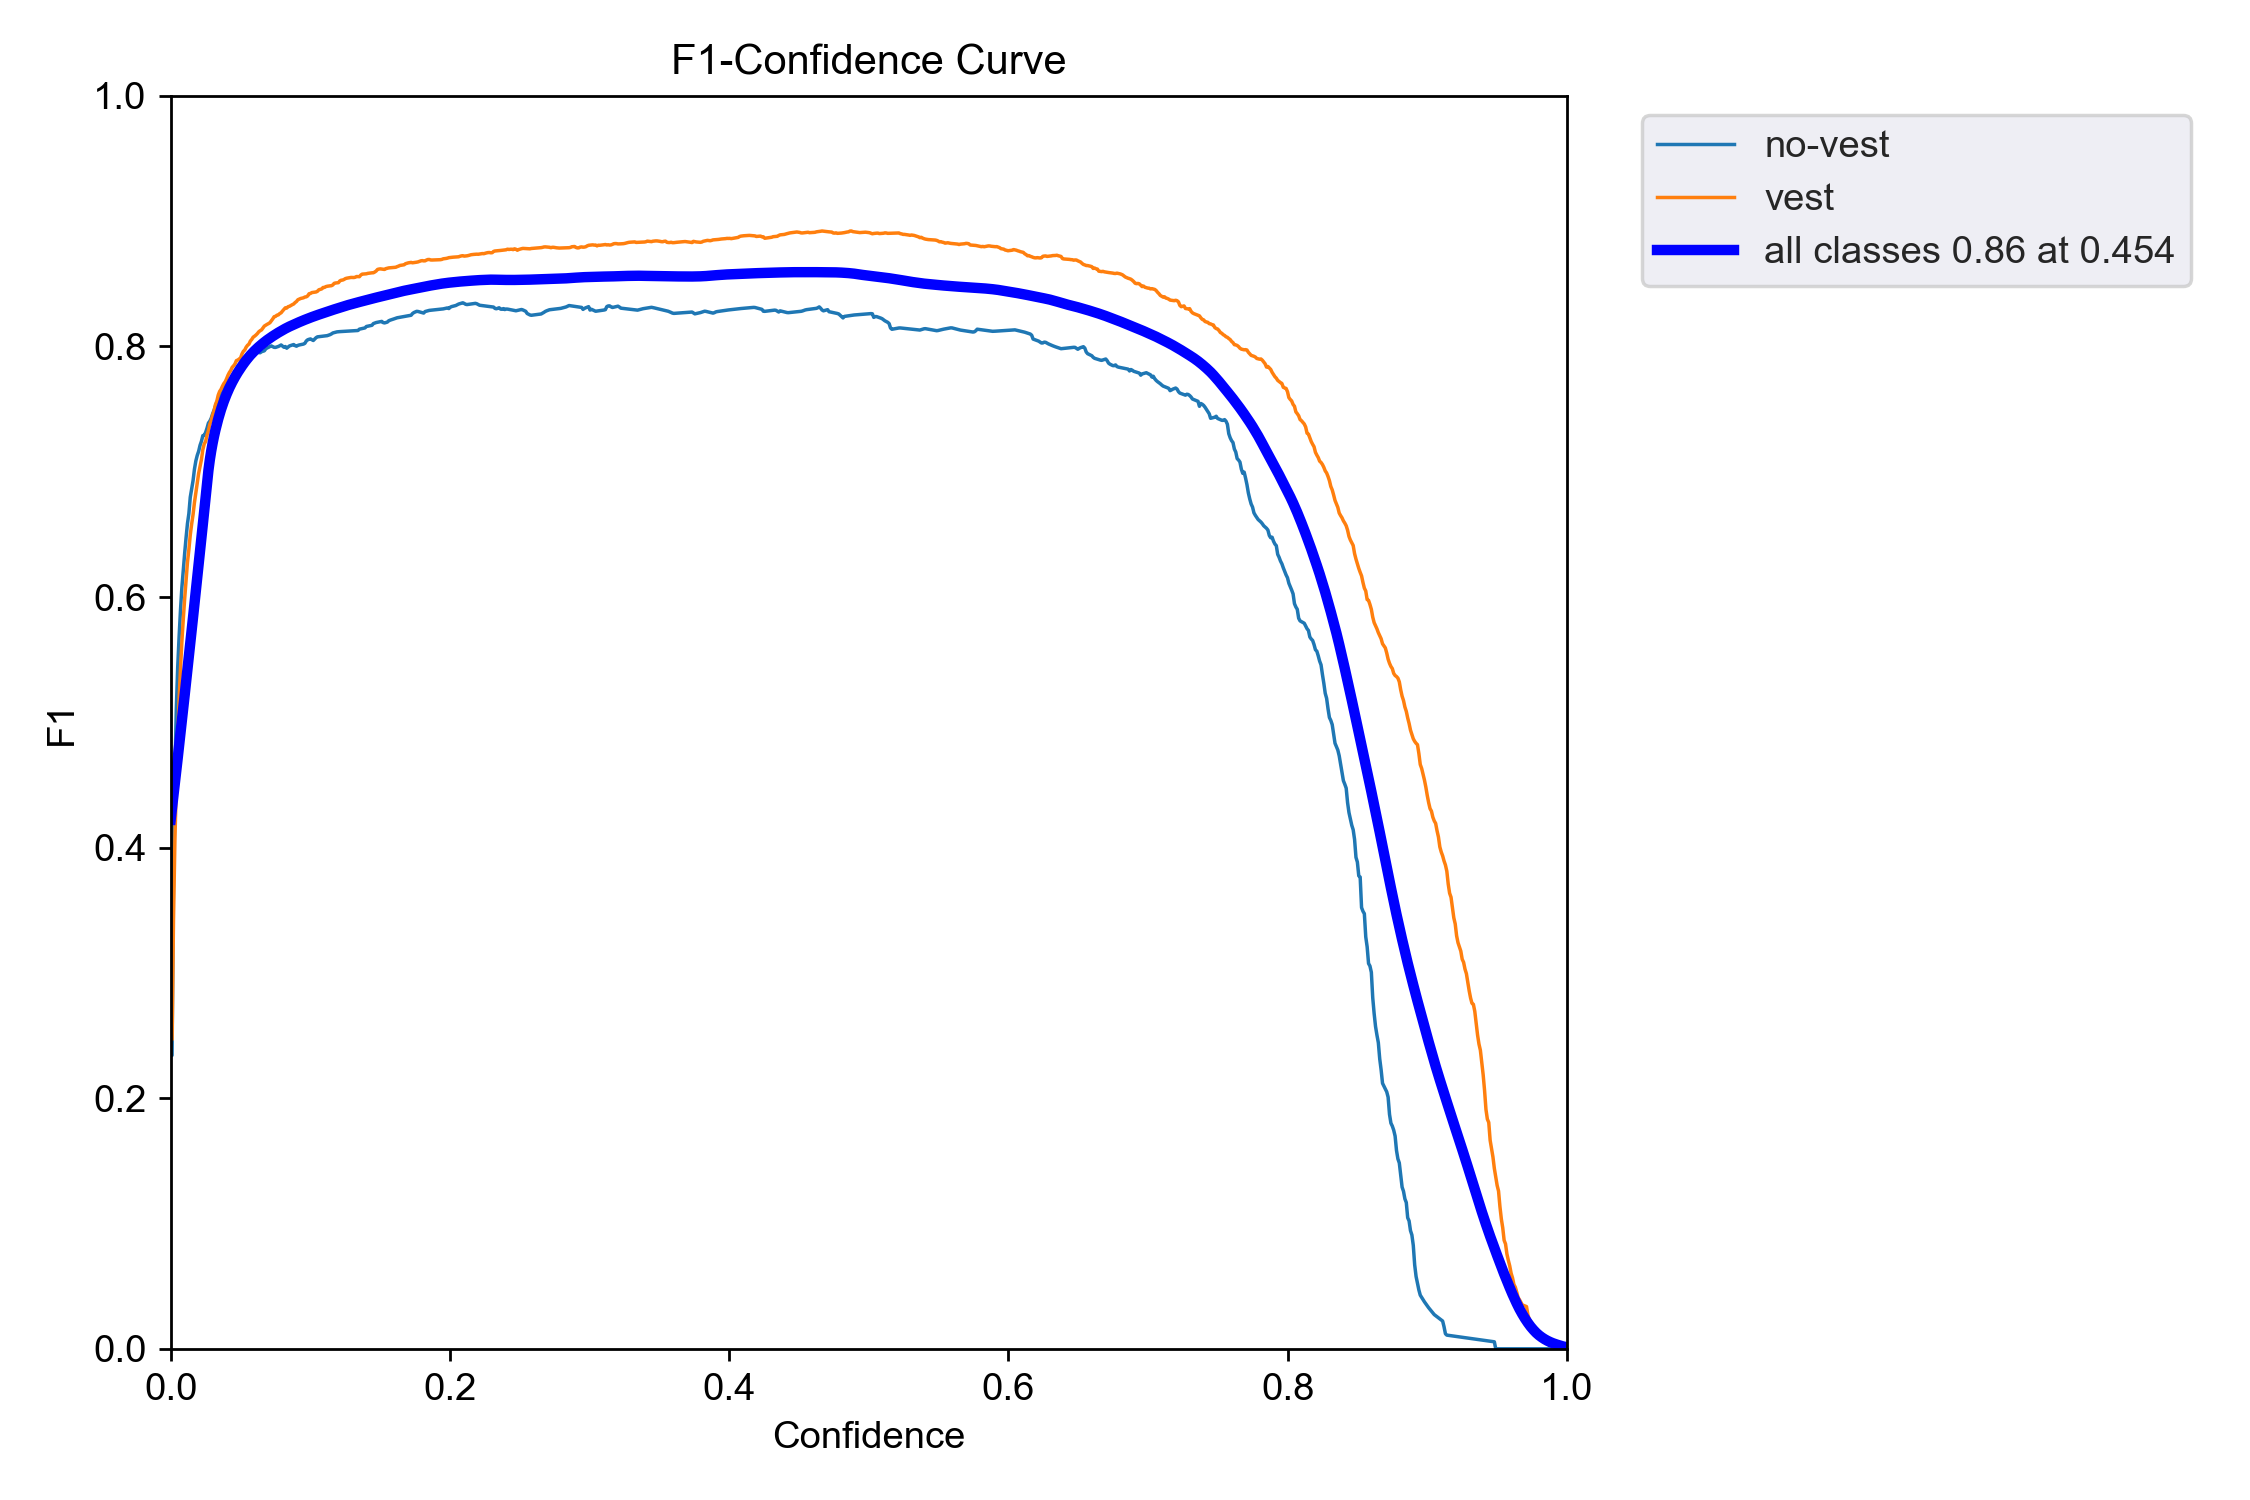 F1-Confidence Curve
1.0
0.8
0.6
0.4
0.2
0.0
F1
0.0 0.2 0.4 0.6 0.8 1.0
Confidence
no-vest
vest
all classes 0.86 at 0.454